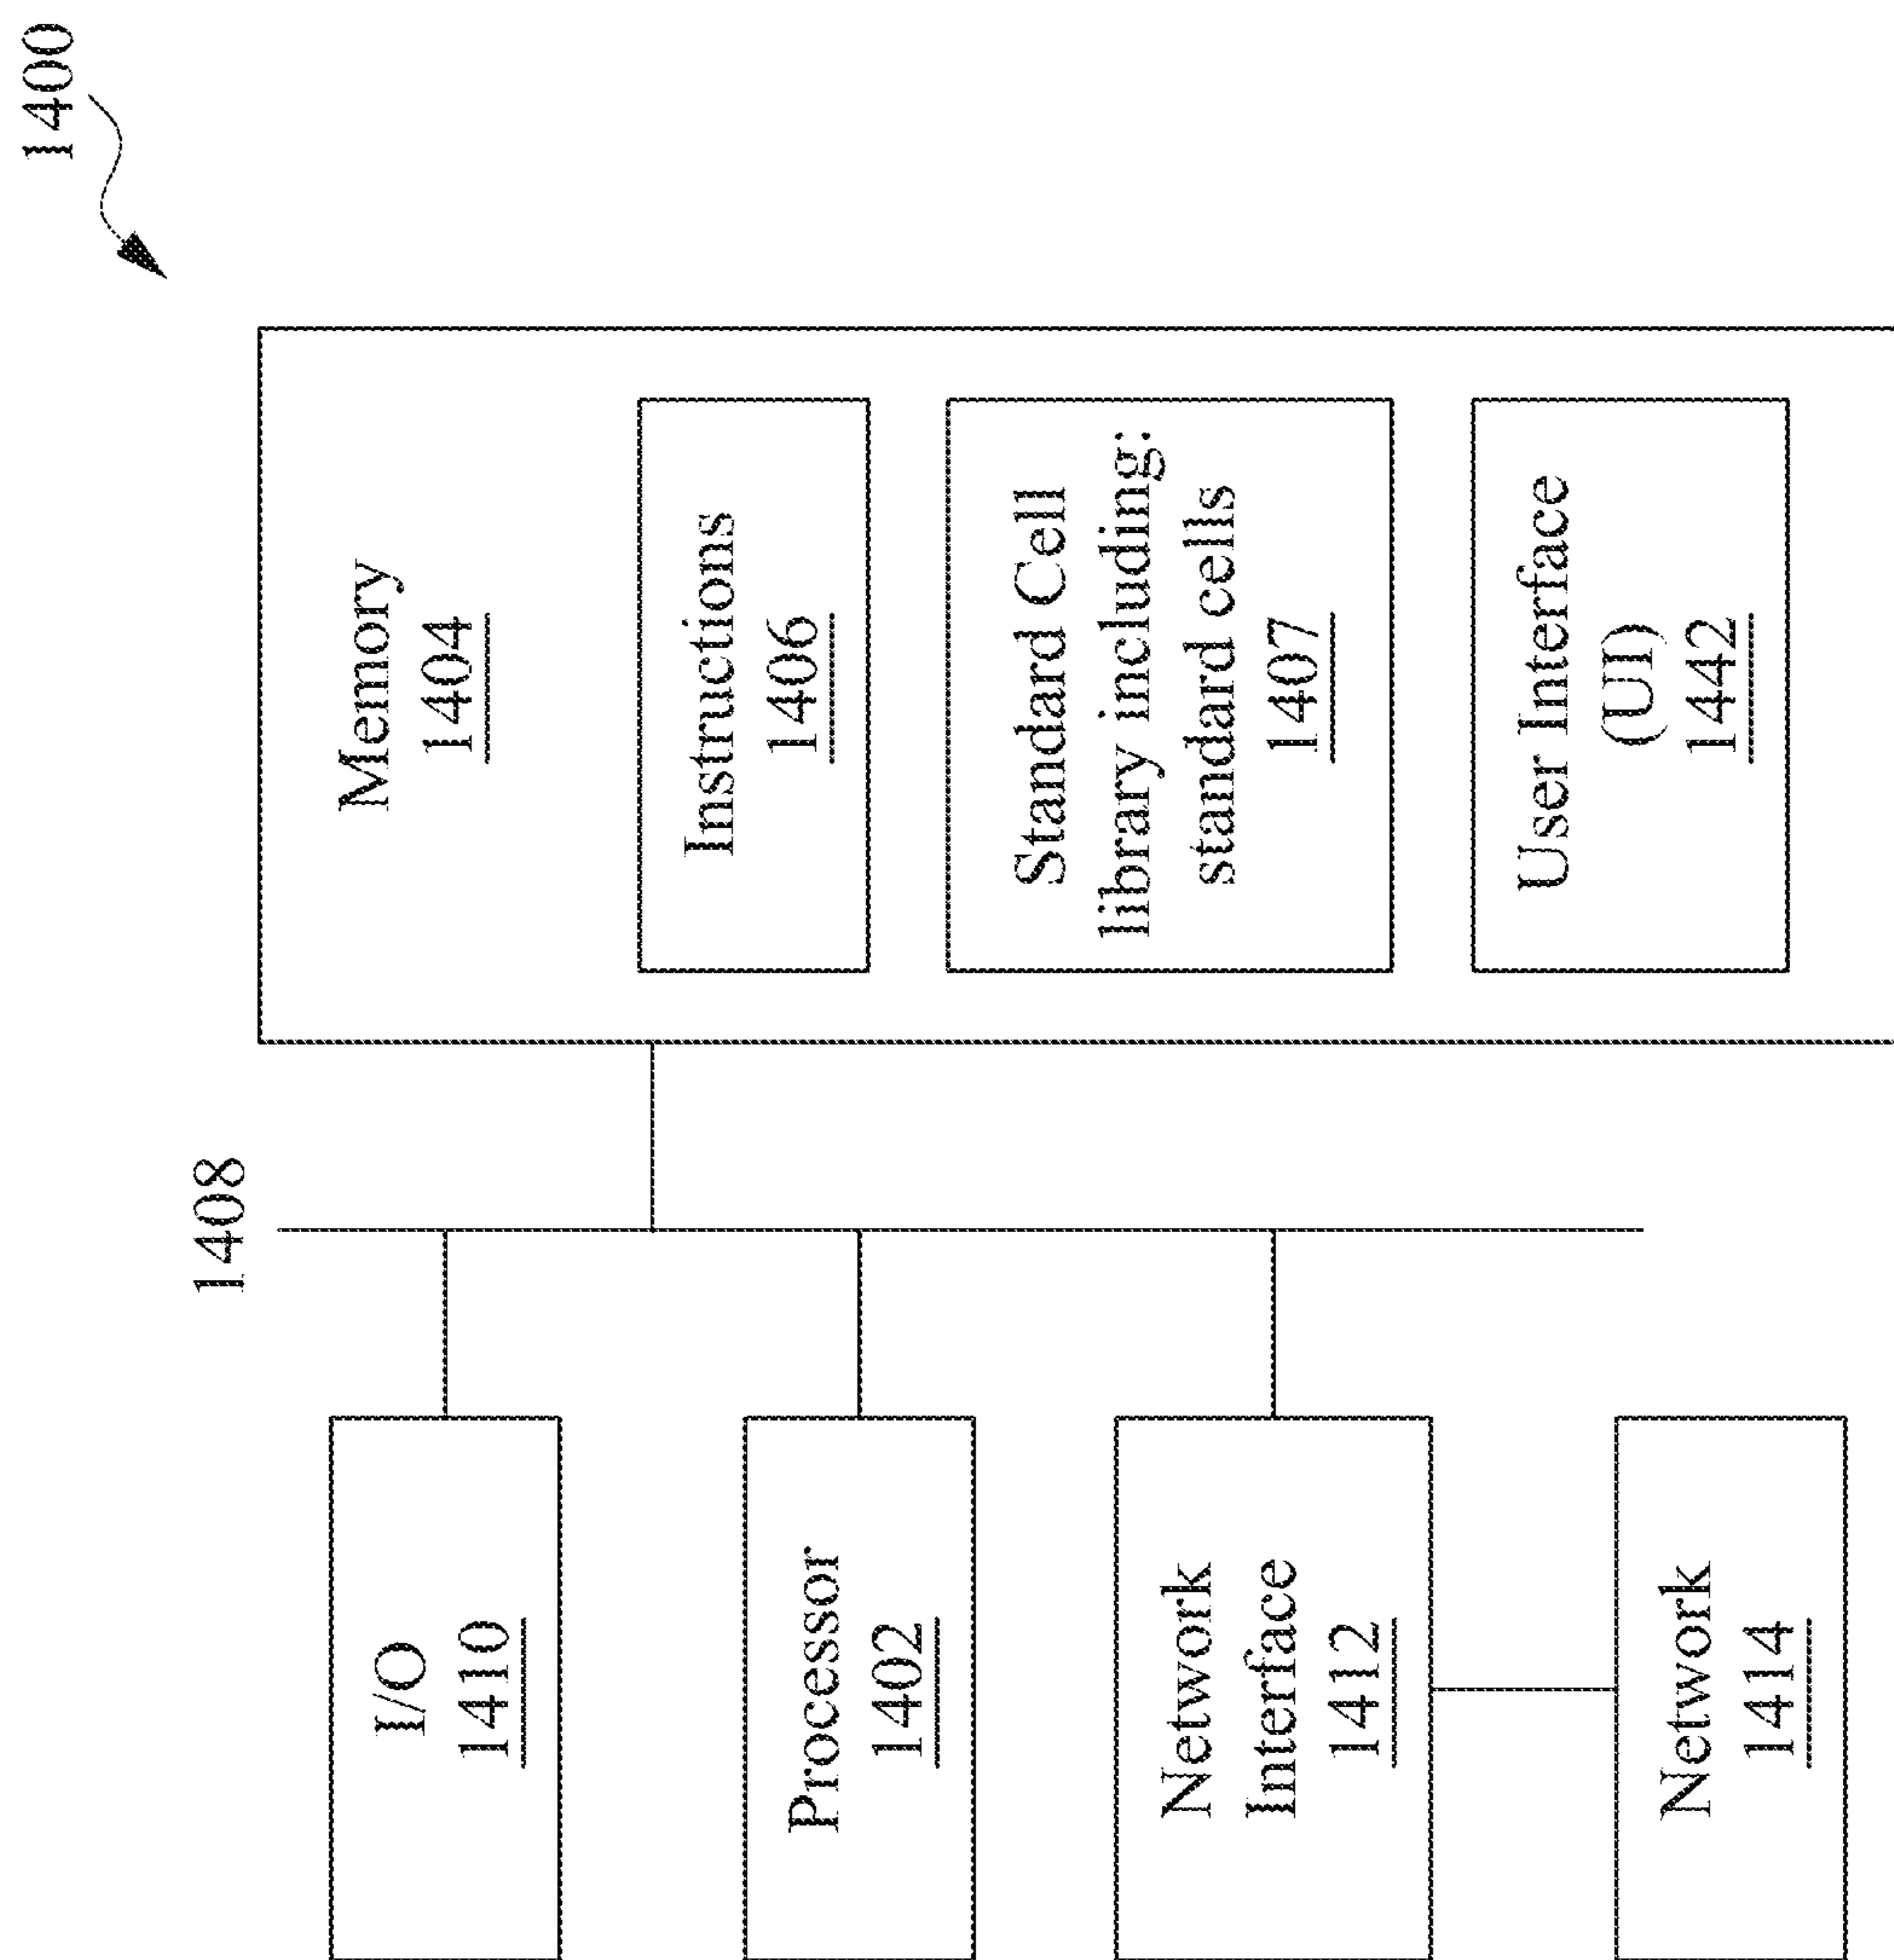 1400
1408
I/O
1410
Processor
1402
Network
Interface
1412
Network
1414
Memory
1404
Instructions
1406
Standard Cell
library including:
standard cells
1407
User Interface
(UI)
1442